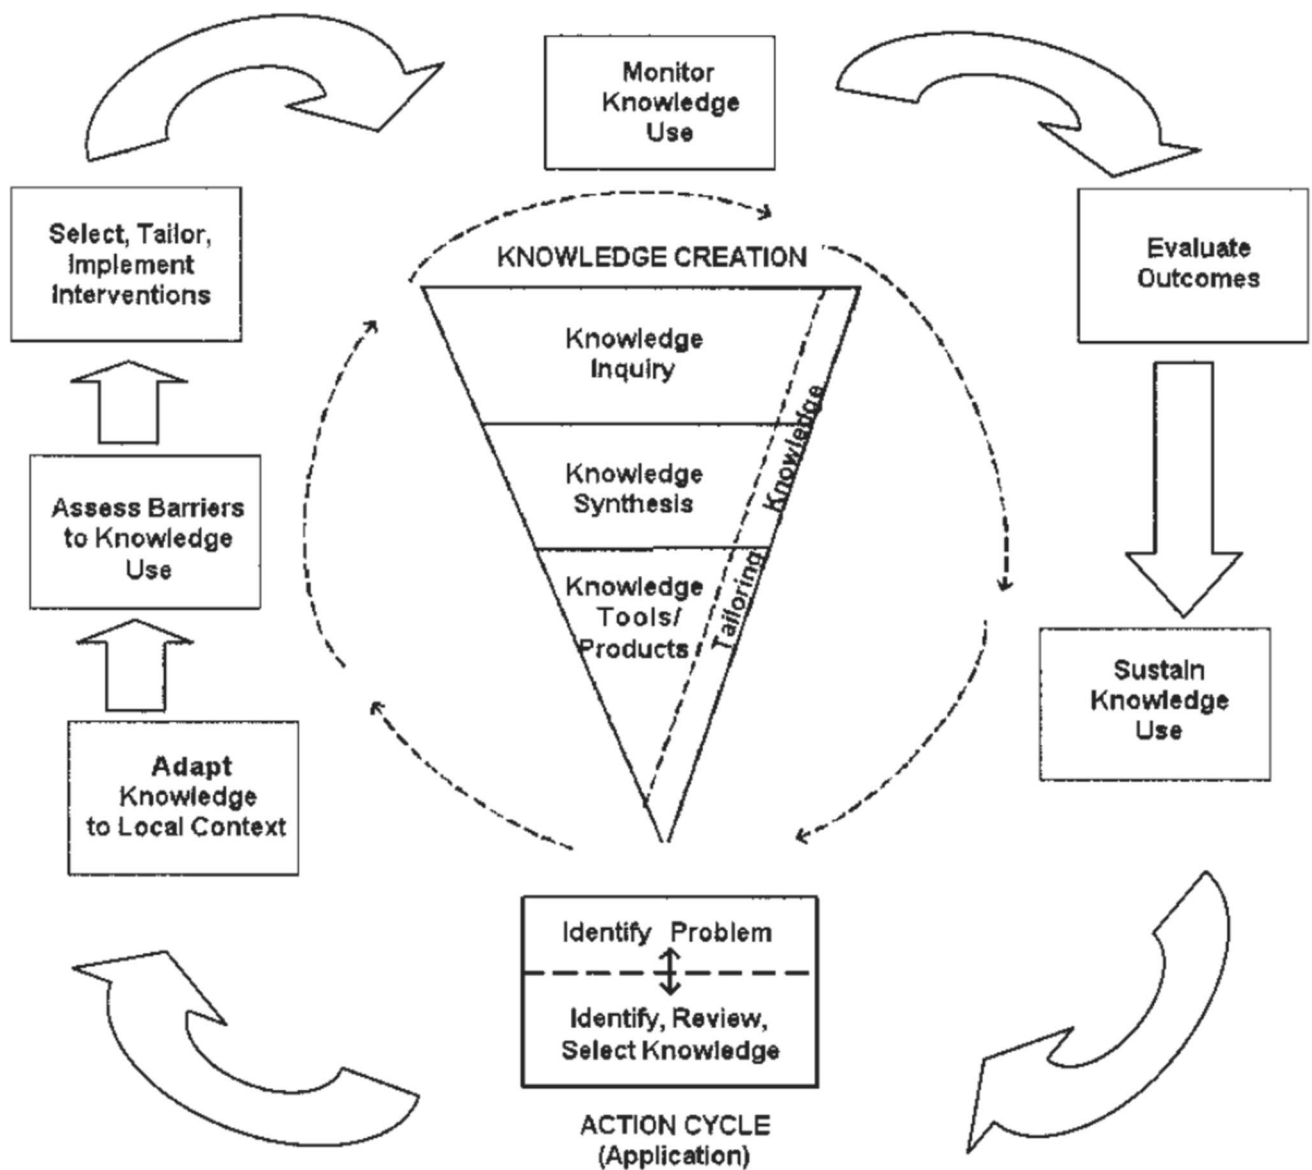 Monitor
Knowledge
Use
Select, Tailor,
Implement
Interventions
Evaluate
Outcomes
KNOWLEDGE CREATION
Knowledge
Inquiry
Knowledge
Synthesis
Knowledge
Tools/
Products
Tailoring Knowledge
Assess Barriers
to Knowledge
Use
Sustain
Knowledge
Use
Adapt
Knowledge
to Local Context
Identify Problem
Identify, Review,
Select Knowledge
ACTION CYCLE
(Application)